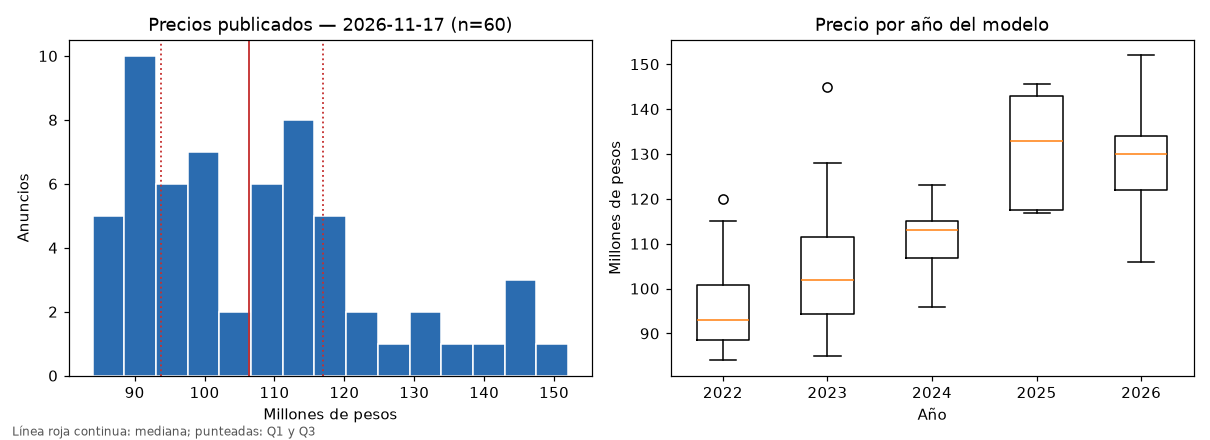 Precios publicados — 2026-11-17 (n=60)
10
8
6
4
2
0
Anuncios
90 100 110 120 130 140 150
Millones de pesos
Línea roja continua: mediana; punteadas: Q1 y Q3
Precio por año del modelo
150
140
130
120
110
100
90
Millones de pesos
2022 2023 2024 2025 2026
Año